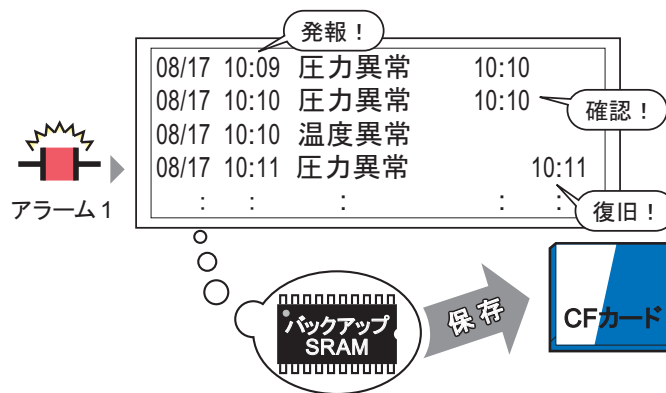 発報！
08/17 10:09 圧力異常 10:10
08/17 10:10 圧力異常 10:10
確認！
08/17 10:10 温度異常
08/17 10:11 圧力異常 10:11
: : : : :
復旧！
アラーム 1
バックアップ
SRAM
保存
CFカード